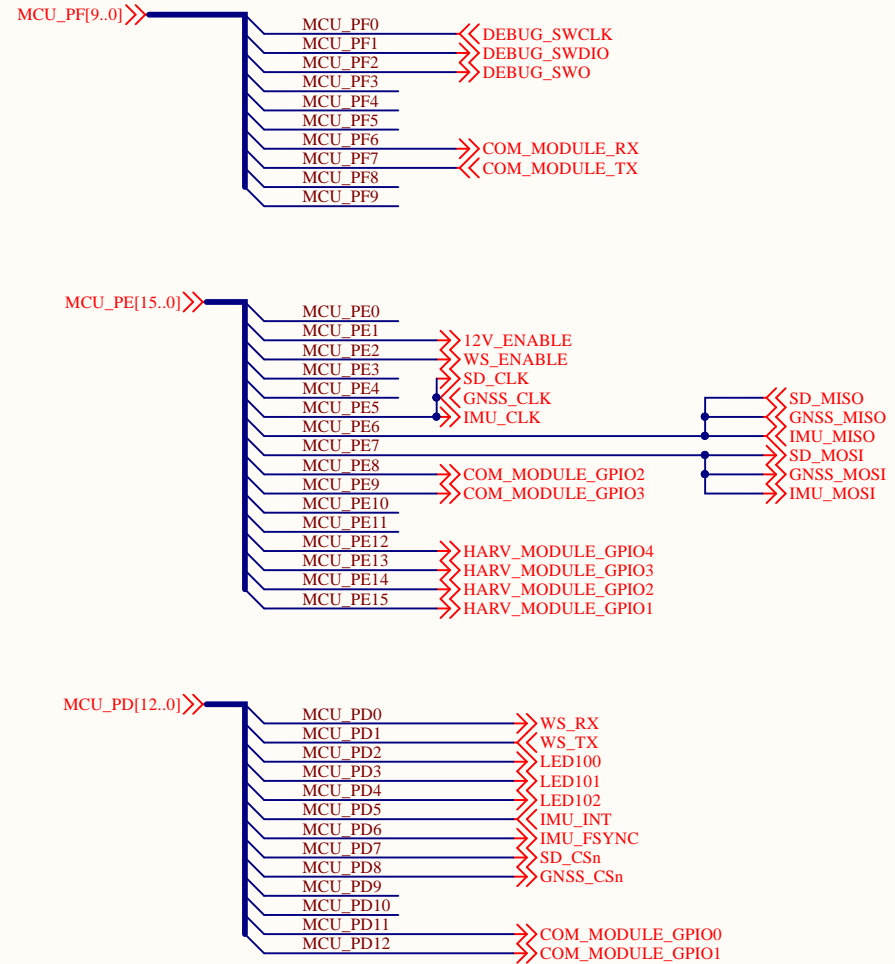 MCU_PF[9..0]
MCU_PF0 DEBUG_SWCLK
MCU_PF1 DEBUG_SWDIO
MCU_PF2 DEBUG_SWO
MCU_PF3
MCU_PF4
MCU_PF5
MCU_PF6 COM_MODULE_RX
MCU_PF7 COM_MODULE_TX
MCU_PF8
MCU_PF9
MCU_PE[15..0]
MCU_PE0
MCU_PE1 12V_ENABLE
MCU_PE2 WS_ENABLE
MCU_PE3 SD_CLK
MCU_PE4 GNSS_CLK SD_MISO
MCU_PE5 IMU_CLK GNSS_MISO
MCU_PE6 IMU_MISO
MCU_PE7 SD_MOSI
MCU_PE8 COM_MODULE_GPIO2 GNSS_MOSI
MCU_PE9 COM_MODULE_GPIO3 IMU_MOSI
MCU_PE10
MCU_PE11
MCU_PE12 HARV_MODULE_GPIO4
MCU_PE13 HARV_MODULE_GPIO3
MCU_PE14 HARV_MODULE_GPIO2
MCU_PE15 HARV_MODULE_GPIO1
MCU_PD[12..0]
MCU_PD0 WS_RX
MCU_PD1 WS_TX
MCU_PD2 LED100
MCU_PD3 LED101
MCU_PD4 LED102
MCU_PD5 IMU_INT
MCU_PD6 IMU_FSYNC
MCU_PD7 SD_CSn
MCU_PD8 GNSS_CSn
MCU_PD9
MCU_PD10
MCU_PD11 COM_MODULE_GPIO0
MCU_PD12 COM_MODULE_GPIO1